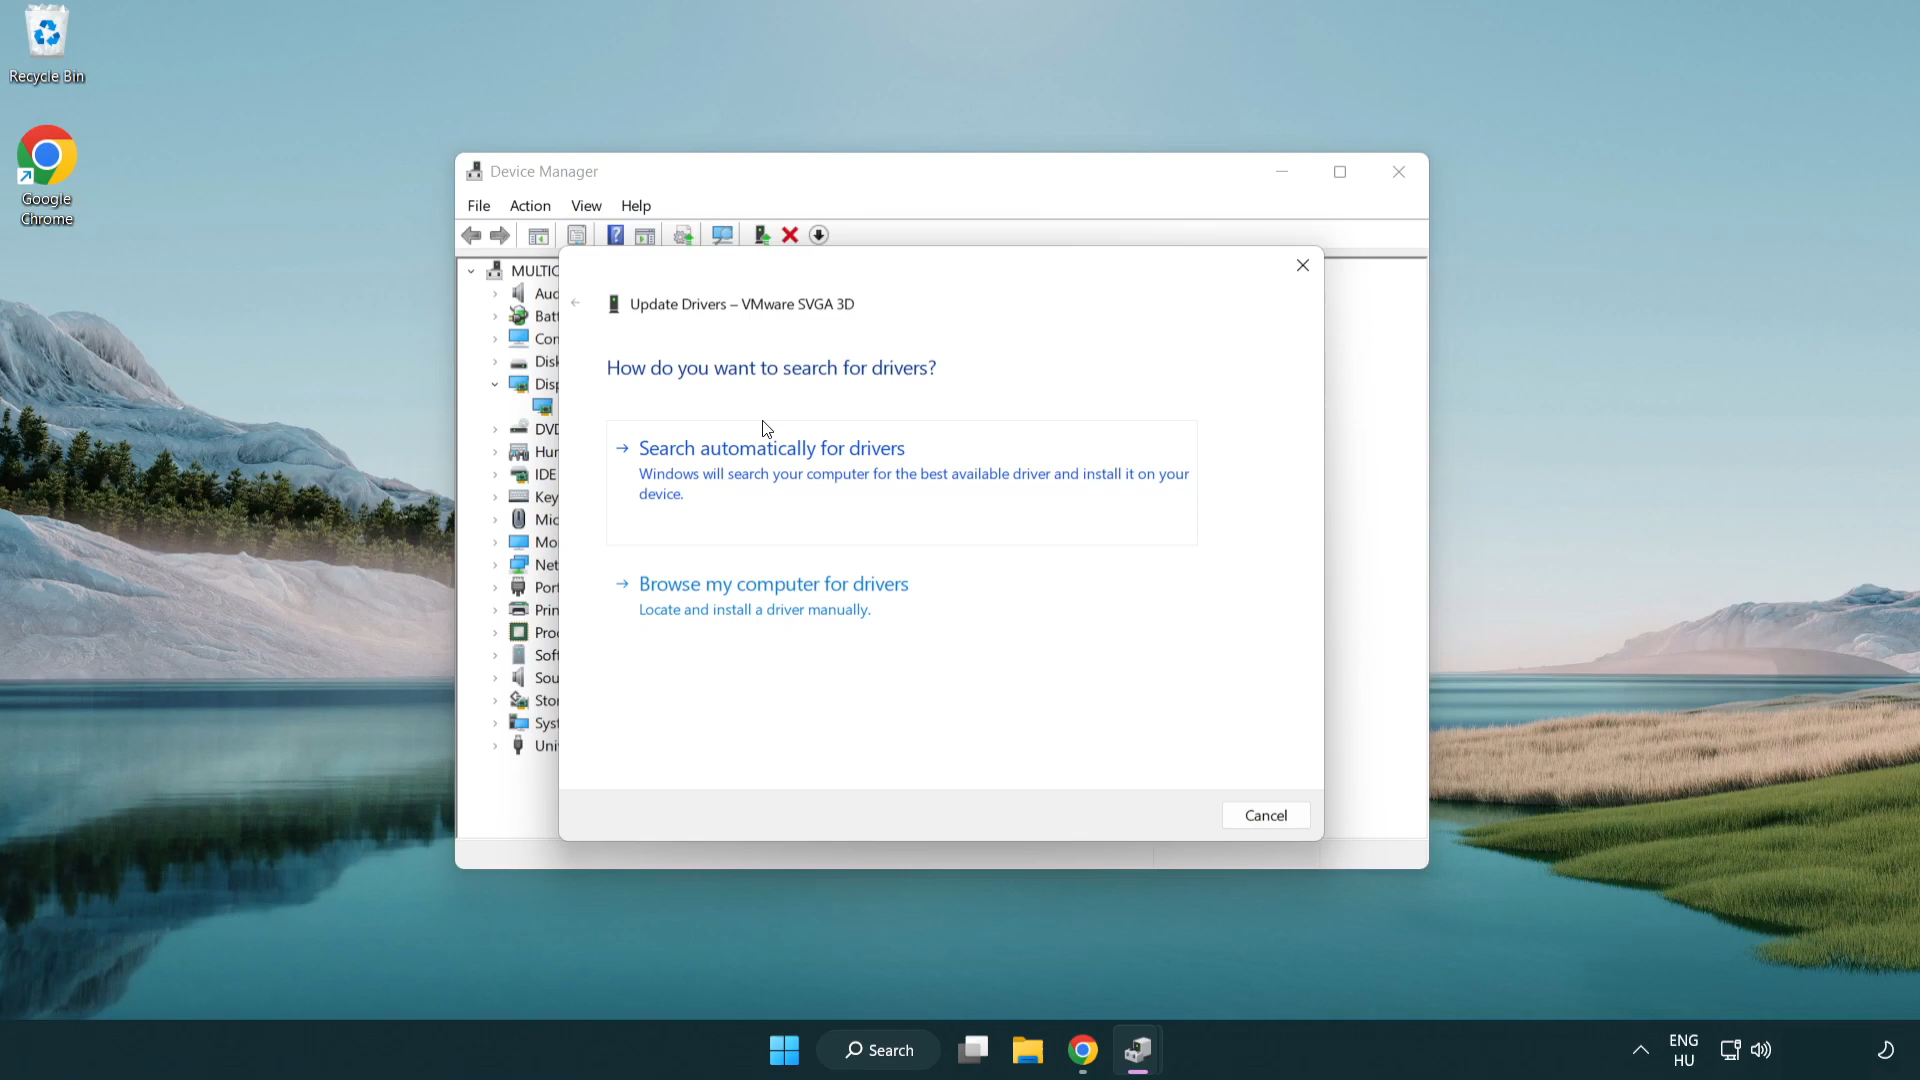 Recycle Bin
Google
Chrome
Device Manager
File Action View Help
MULTIC
Aud
Batt
Con
Disk
Disp
DVD
Hur
IDE
Key
Mic
Mo
Net
Port
Prin
Proc
Soft
Sou
Stor
Syst
Uni
Update Drivers – VMware SVGA 3D
How do you want to search for drivers?
Search automatically for drivers
Windows will search your computer for the best available driver and install it on your
device.
Browse my computer for drivers
Locate and install a driver manually.
Cancel
Search
ENG
HU